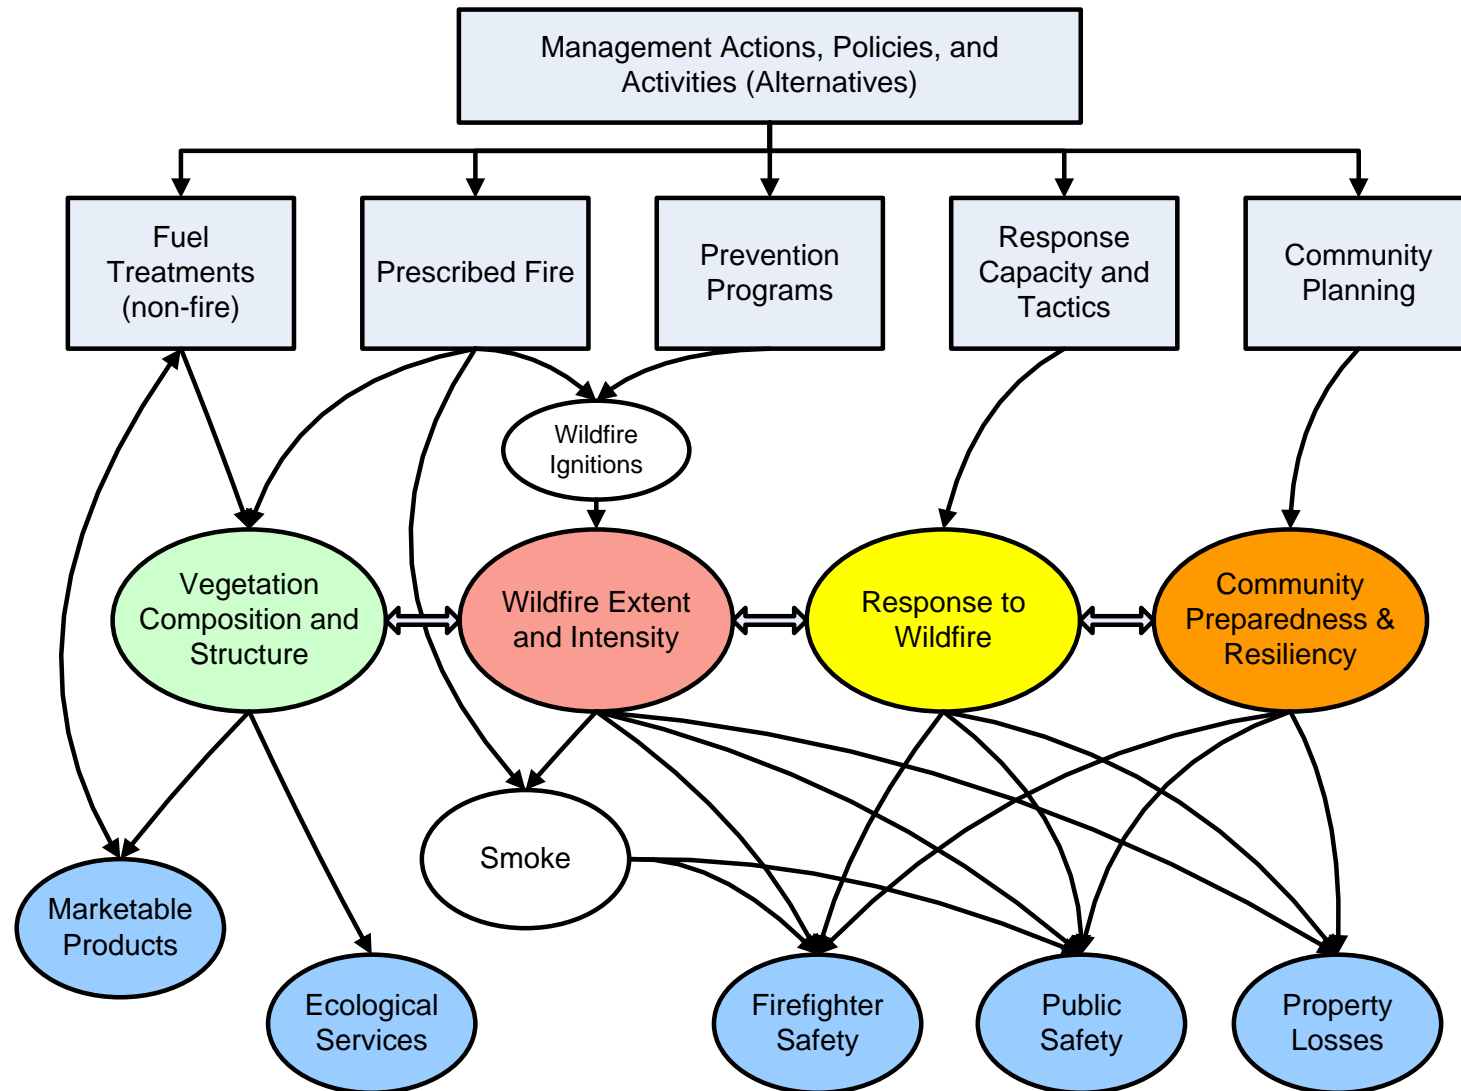 Management Actions, Policies, and
Activities (Alternatives)
Fuel
Treatments
(non-fire)
Prescribed Fire
Prevention
Programs
Response
Capacity and
Tactics
Community
Planning
Wildfire
Ignitions
Vegetation
Composition and
Structure
Wildfire Extent
and Intensity
Response to
Wildfire
Community
Preparedness &
Resiliency
Smoke
Marketable
Products
Ecological
Services
Firefighter
Safety
Public
Safety
Property
Losses